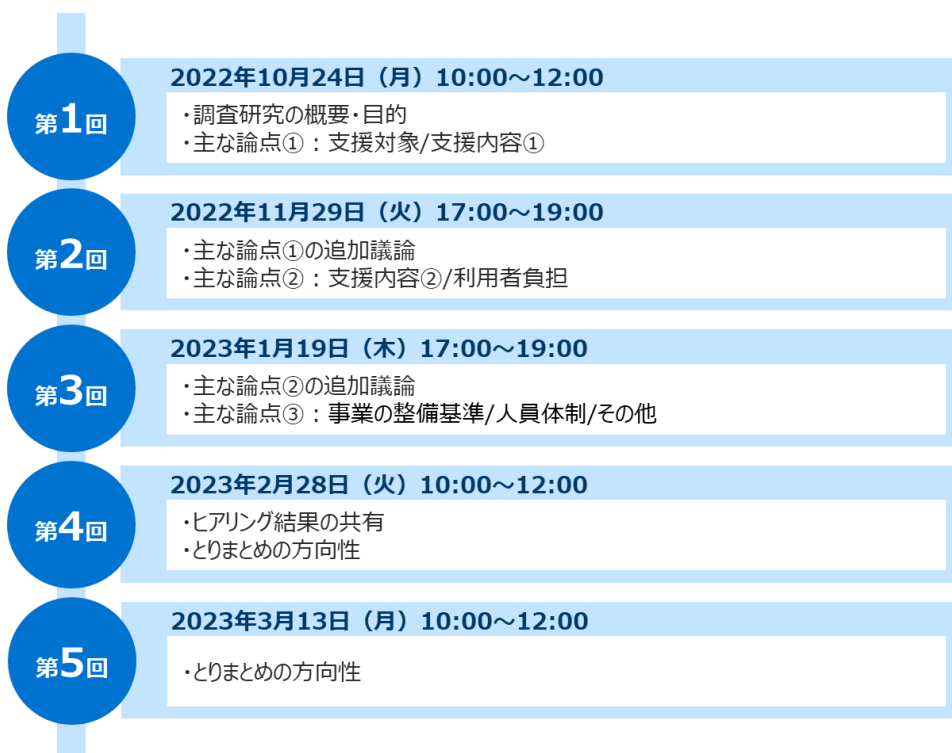 第1回
2022年10月24日（月）10:00～12:00
・調査研究の概要・目的
・主な論点①：支援対象/支援内容①
第2回
2022年11月29日（火）17:00～19:00
・主な論点①の追加議論
・主な論点②：支援内容②/利用者負担
第3回
2023年1月19日（木）17:00～19:00
・主な論点②の追加議論
・主な論点③：事業の整備基準/人員体制/その他
第4回
2023年2月28日（火）10:00～12:00
・ヒアリング結果の共有
・とりまとめの方向性
第5回
2023年3月13日（月）10:00～12:00
・とりまとめの方向性